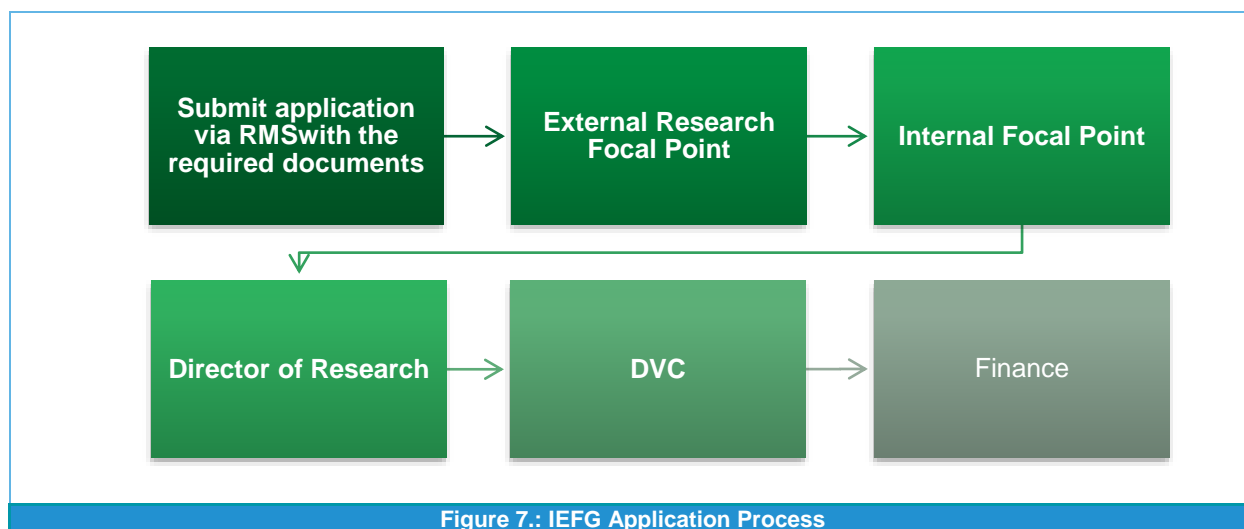 Submit application
via RMSwith the
required documents
External Research
Focal Point
Internal Focal Point
Director of Research
DVC
Finance
Figure 7.: IEFG Application Process